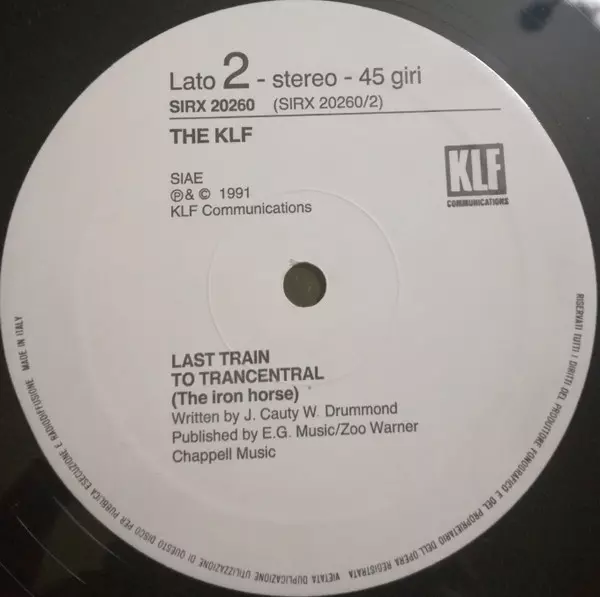 Lato 2 - stereo - 45 giri
SIRX 20260 (SIRX 20260/2)
THE KLF
SIAE
℗& © 1991
KLF Communications
KLF
COMMUNICATIONS
LAST TRAIN
TO TRANCENTRAL
(The iron horse)
Written by J. Cauty W. Drummond
Published by E.G. Music/Zoo Warner
Chappell Music
RISERVATI TUTTI I DIRITTI DEL PRODUTTORE FONOGRAFICO E DEL PROPRIETARIO DELL'OPERA REGISTRATA VIETATA DUPLICAZIONE UTILIZZAZIONE DI QUESTO DISCO PER PUBBLICA ESECUZIONE E RADIODIFFUSIONE. MADE IN ITALY